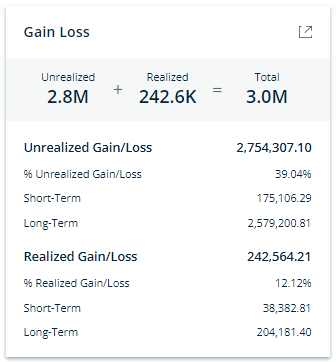 Gain Loss
Unrealized Realized Total
2.8M + 242.6K = 3.0M
Unrealized Gain/Loss 2,754,307.10
% Unrealized Gain/Loss 39.04%
Short-Term 175,106.29
Long-Term 2,579,200.81
Realized Gain/Loss 242,564.21
% Realized Gain/Loss 12.12%
Short-Term 38,382.81
Long-Term 204,181.40